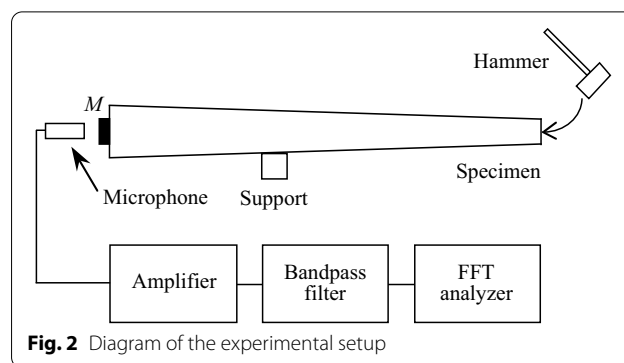 Hammer
M
Specimen
Microphone
Support
Amplifier
Bandpass
filter
FFT
analyzer
Fig. 2 Diagram of the experimental setup